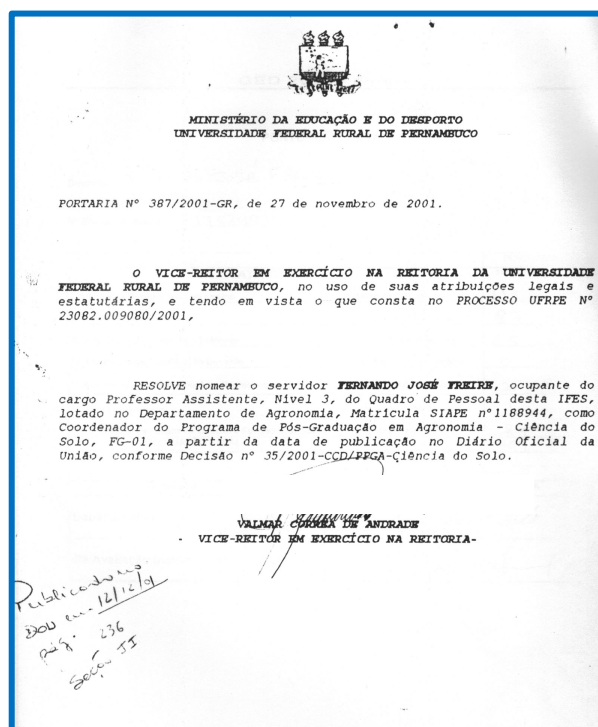 MINISTÉRIO DA EDUCAÇÃO E DO DESPORTO
UNIVERSIDADE FEDERAL RURAL DE PERNAMBUCO
PORTARIA Nº 387/2001-GR, de 27 de novembro de 2001.
O VICE-REITOR EM EXERCÍCIO NA REITORIA DA UNIVERSIDADE
FEDERAL RURAL DE PERNAMBUCO, no uso de suas atribuições legais e
estatutárias, e tendo em vista o que consta no PROCESSO UFRPE Nº
23082.009080/2001,
RESOLVE nomear o servidor FERNANDO JOSÉ FREIRE, ocupante do
cargo Professor Assistente, Nível 3, do Quadro de Pessoal desta IFES,
lotado no Departamento de Agronomia, Matrícula SIAPE nº1188944, como
Coordenador do Programa de Pós-Graduação em Agronomia - Ciência do
Solo, FG-01, a partir da data de publicação no Diário Oficial da
União, conforme Decisão nº 35/2001-CCD/PPGA-Ciência do Solo.
VALMAR CORRÊA DE ANDRADE
- VICE-REITOR EM EXERCÍCIO NA REITORIA-
Publicado no
DOU em 12/12/01
pág. 236
Seção II